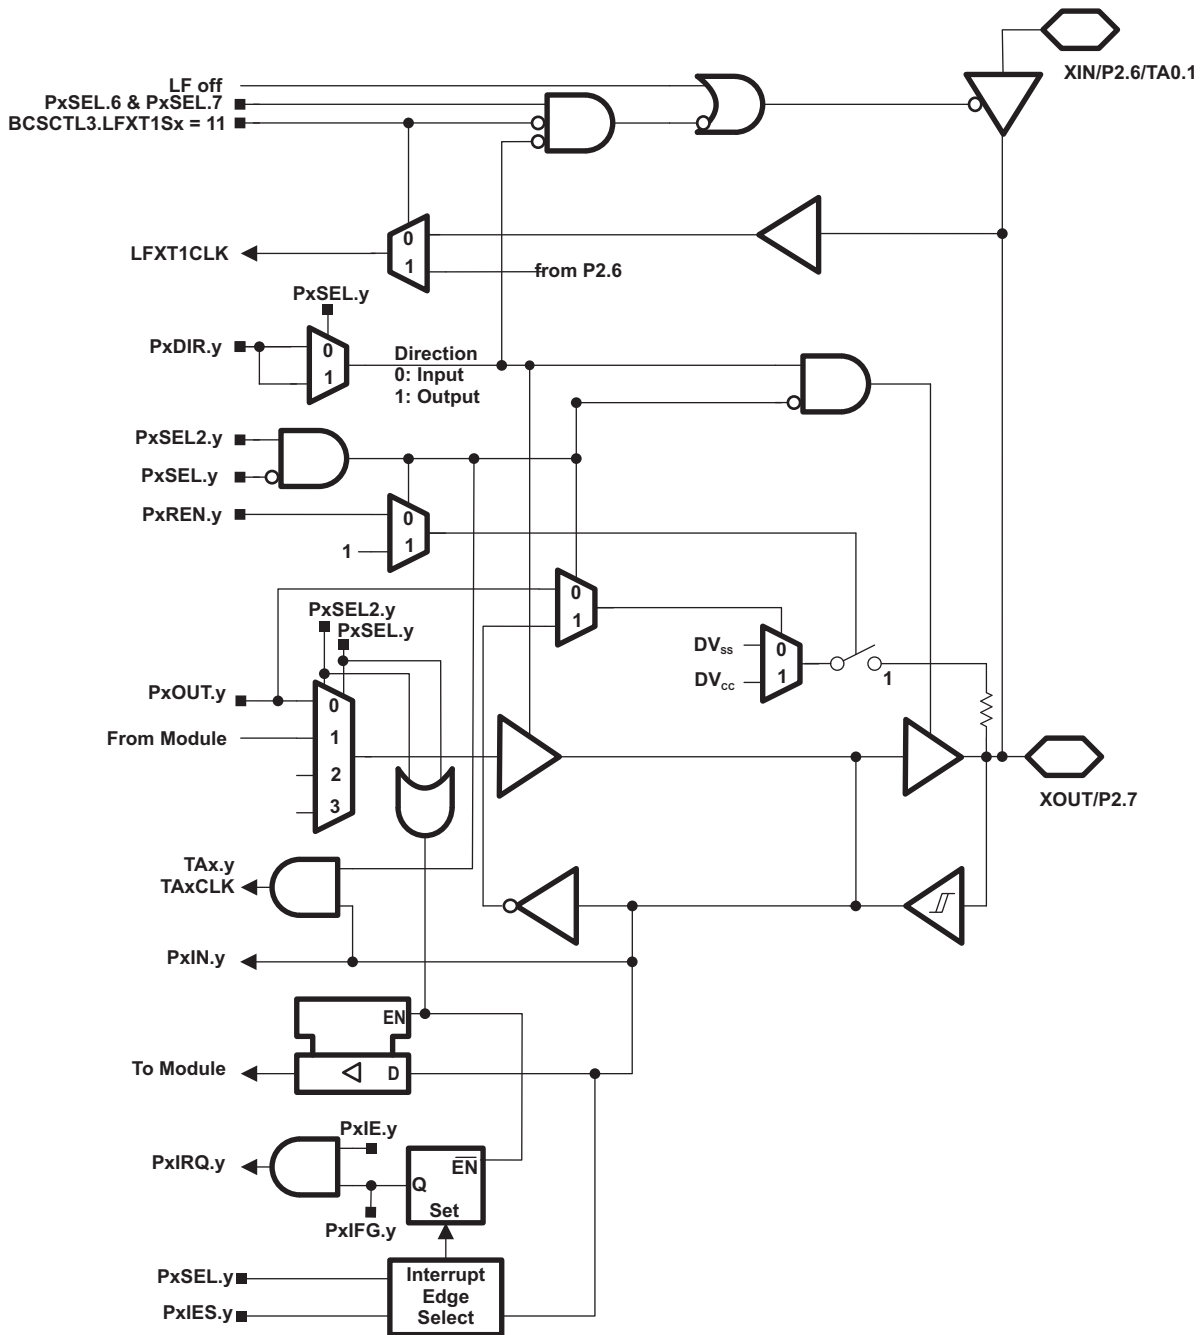 XIN/P2.6/TA0.1
LF off
PxSEL.6 & PxSEL.7
BCSCTL3.LFXT1Sx = 11
0
LFXT1CLK
1
from P2.6
PxSEL.y
PxDIR.y
0
1
Direction
0: Input
1: Output
PxSEL2.y
PxSEL.y
PxREN.y
0
1
1
0
1
PxSEL2.y
PxSEL.y
DVss
0
DVcc
1
1
PxOUT.y
0
From Module
1
2
3
XOUT/P2.7
TAx.y
TAxCLK
PxIN.y
EN
To Module
D
PxIE.y
PxIRQ.y
EN
Q
Set
PxIFG.y
PxSEL.y
PxIES.y
Interrupt
Edge
Select